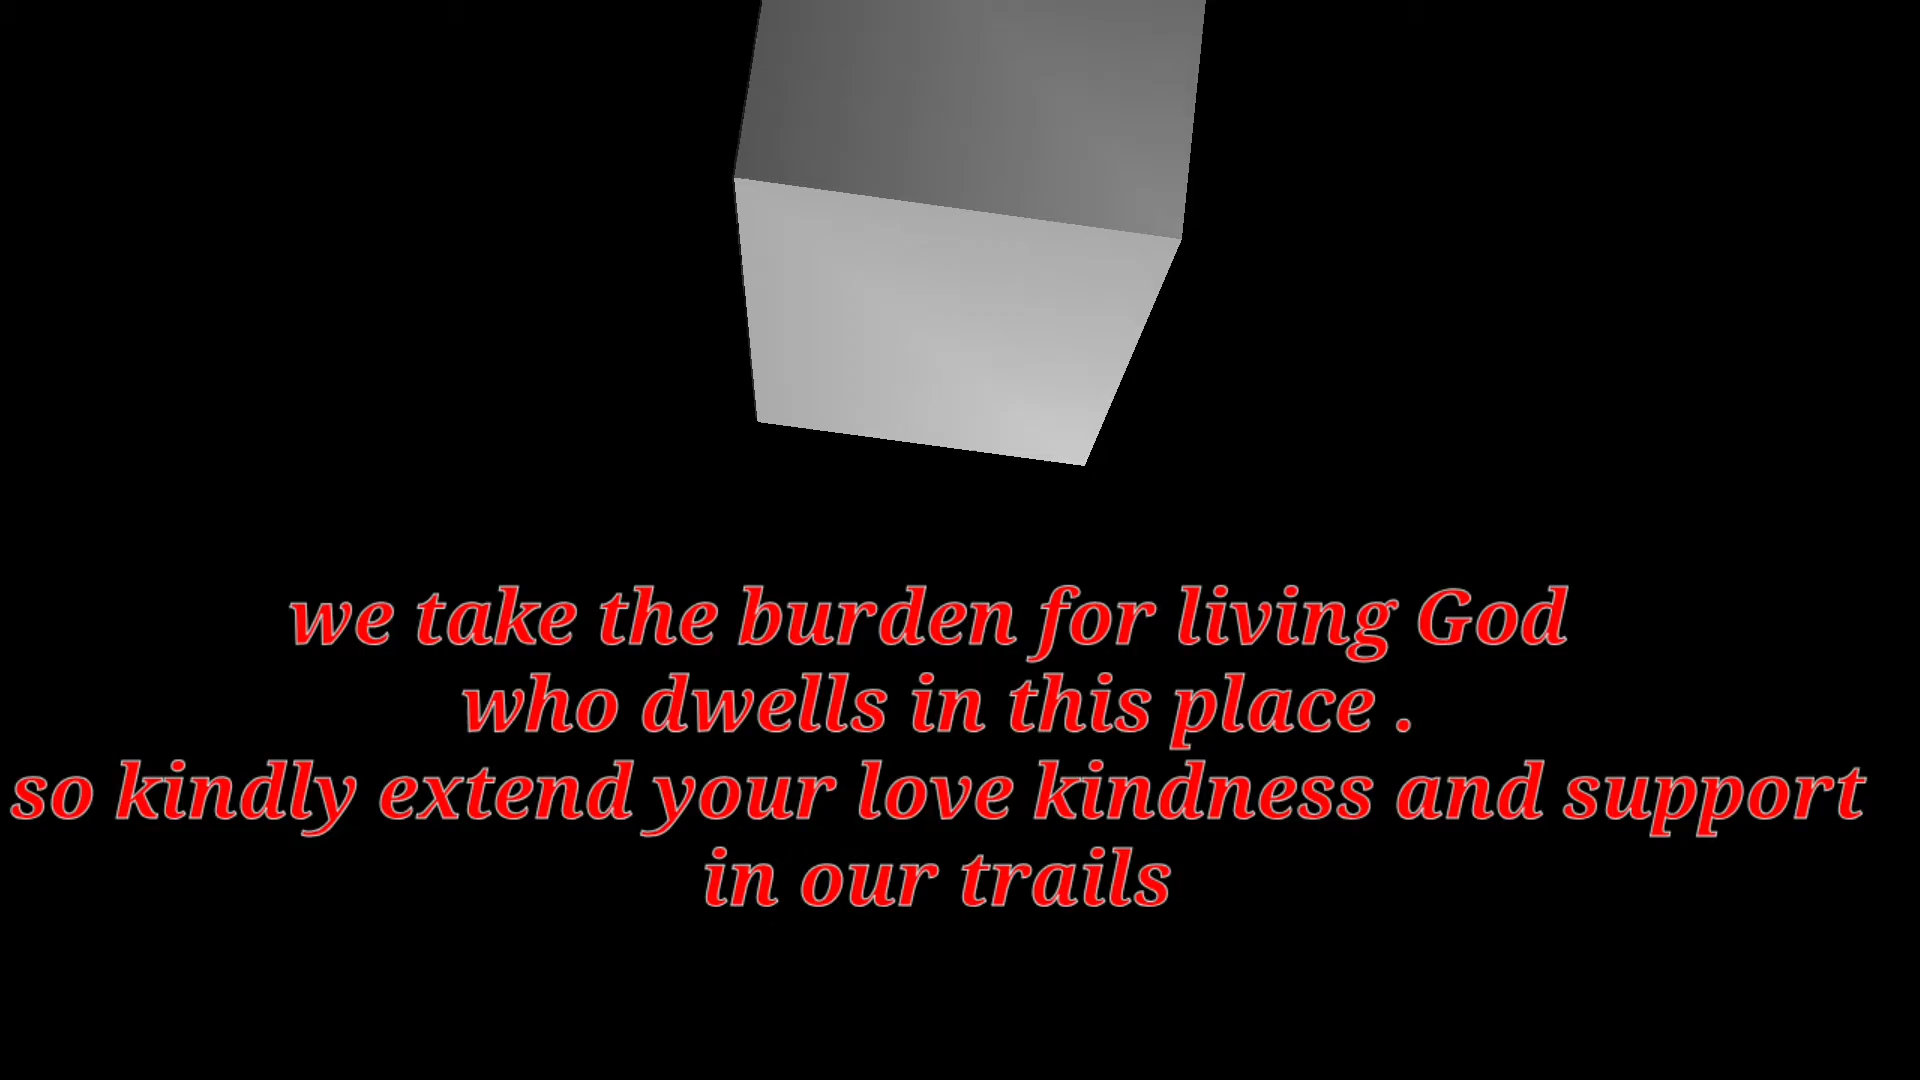 we take the burden for living God
who dwells in this place .
so kindly extend your love kindness and support
in our trails